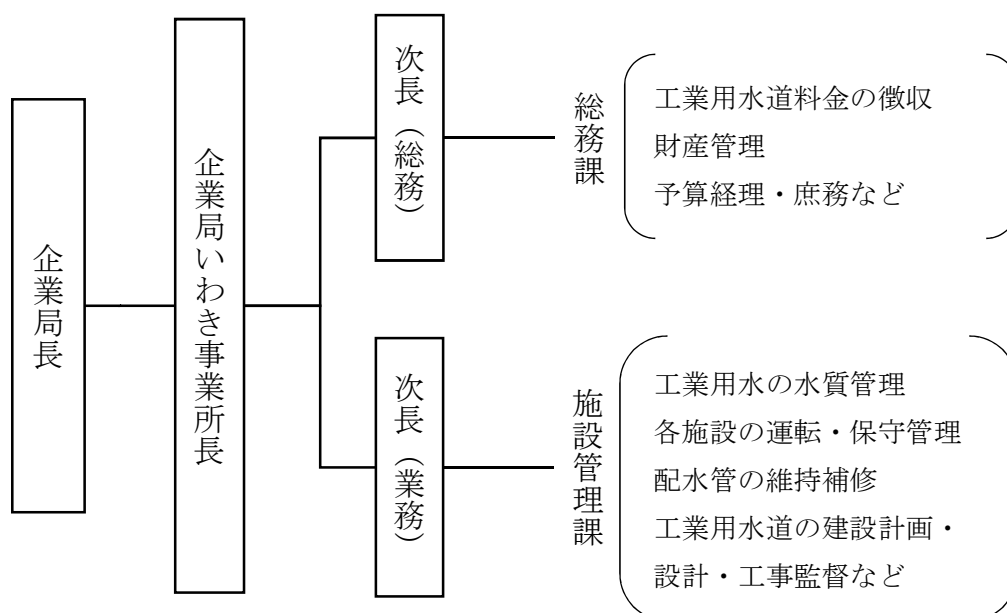 企業局長
企業局いわき事業所長
次長（総務）
総務課
工業用水道料金の徴収
財産管理
予算経理・庶務など
次長（業務）
施設管理課
工業用水の水質管理
各施設の運転・保守管理
配水管の維持補修
工業用水道の建設計画・
設計・工事監督など